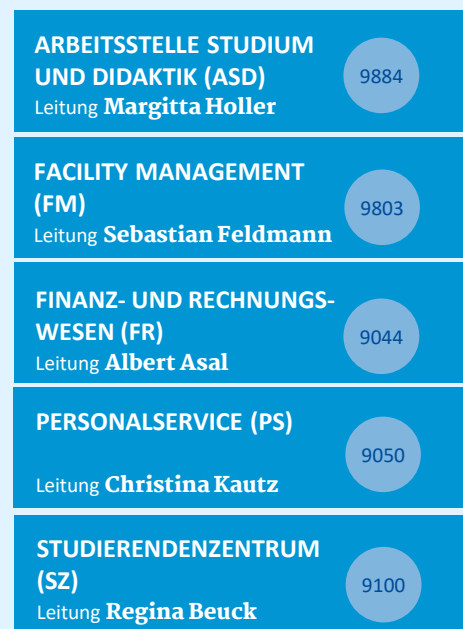 ARBEITSSTELLE STUDIUM
UND DIDAKTIK (ASD)
Leitung Margitta Holler
9884
FACILITY MANAGEMENT
(FM)
Leitung Sebastian Feldmann
9803
FINANZ- UND RECHNUNGS-
WESEN (FR)
Leitung Albert Asal
9044
PERSONALSERVICE (PS)
Leitung Christina Kautz
9050
STUDIERENDENZENTRUM
(SZ)
Leitung Regina Beuck
9100